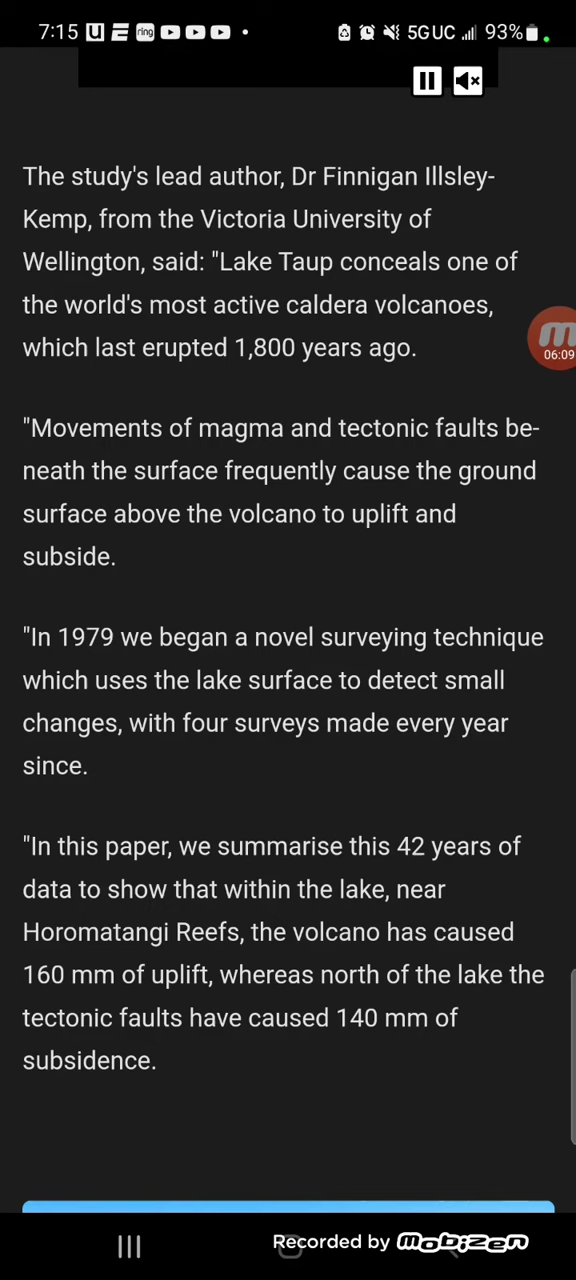 7:15 U E ring 5G UC 93%
The study's lead author, Dr Finnigan Illsley-
Kemp, from the Victoria University of
Wellington, said: "Lake Taup conceals one of
the world's most active caldera volcanoes,
which last erupted 1,800 years ago.
m
06:09
"Movements of magma and tectonic faults be-
neath the surface frequently cause the ground
surface above the volcano to uplift and
subside.
"In 1979 we began a novel surveying technique
which uses the lake surface to detect small
changes, with four surveys made every year
since.
"In this paper, we summarise this 42 years of
data to show that within the lake, near
Horomatangi Reefs, the volcano has caused
160 mm of uplift, whereas north of the lake the
tectonic faults have caused 140 mm of
subsidence.
Recorded by mobizen